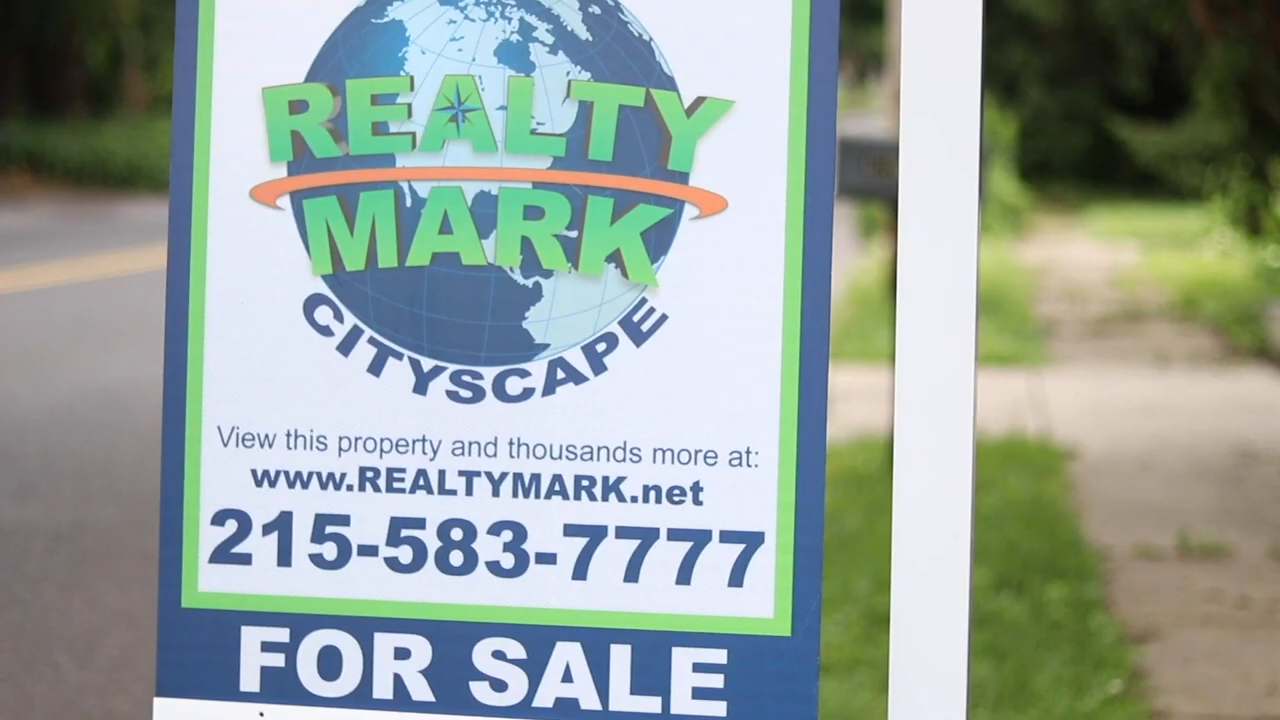 REALTY
MARK
CITYSCAPE
View this property and thousands more at:
www.REALTYMARK.net
215-583-7777
FOR SALE